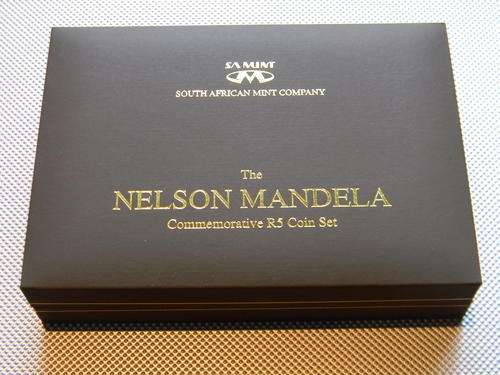 SA MINT
SOUTH AFRICAN MINT COMPANY
The
NELSON MANDELA
Commemorative R5 Coin Set